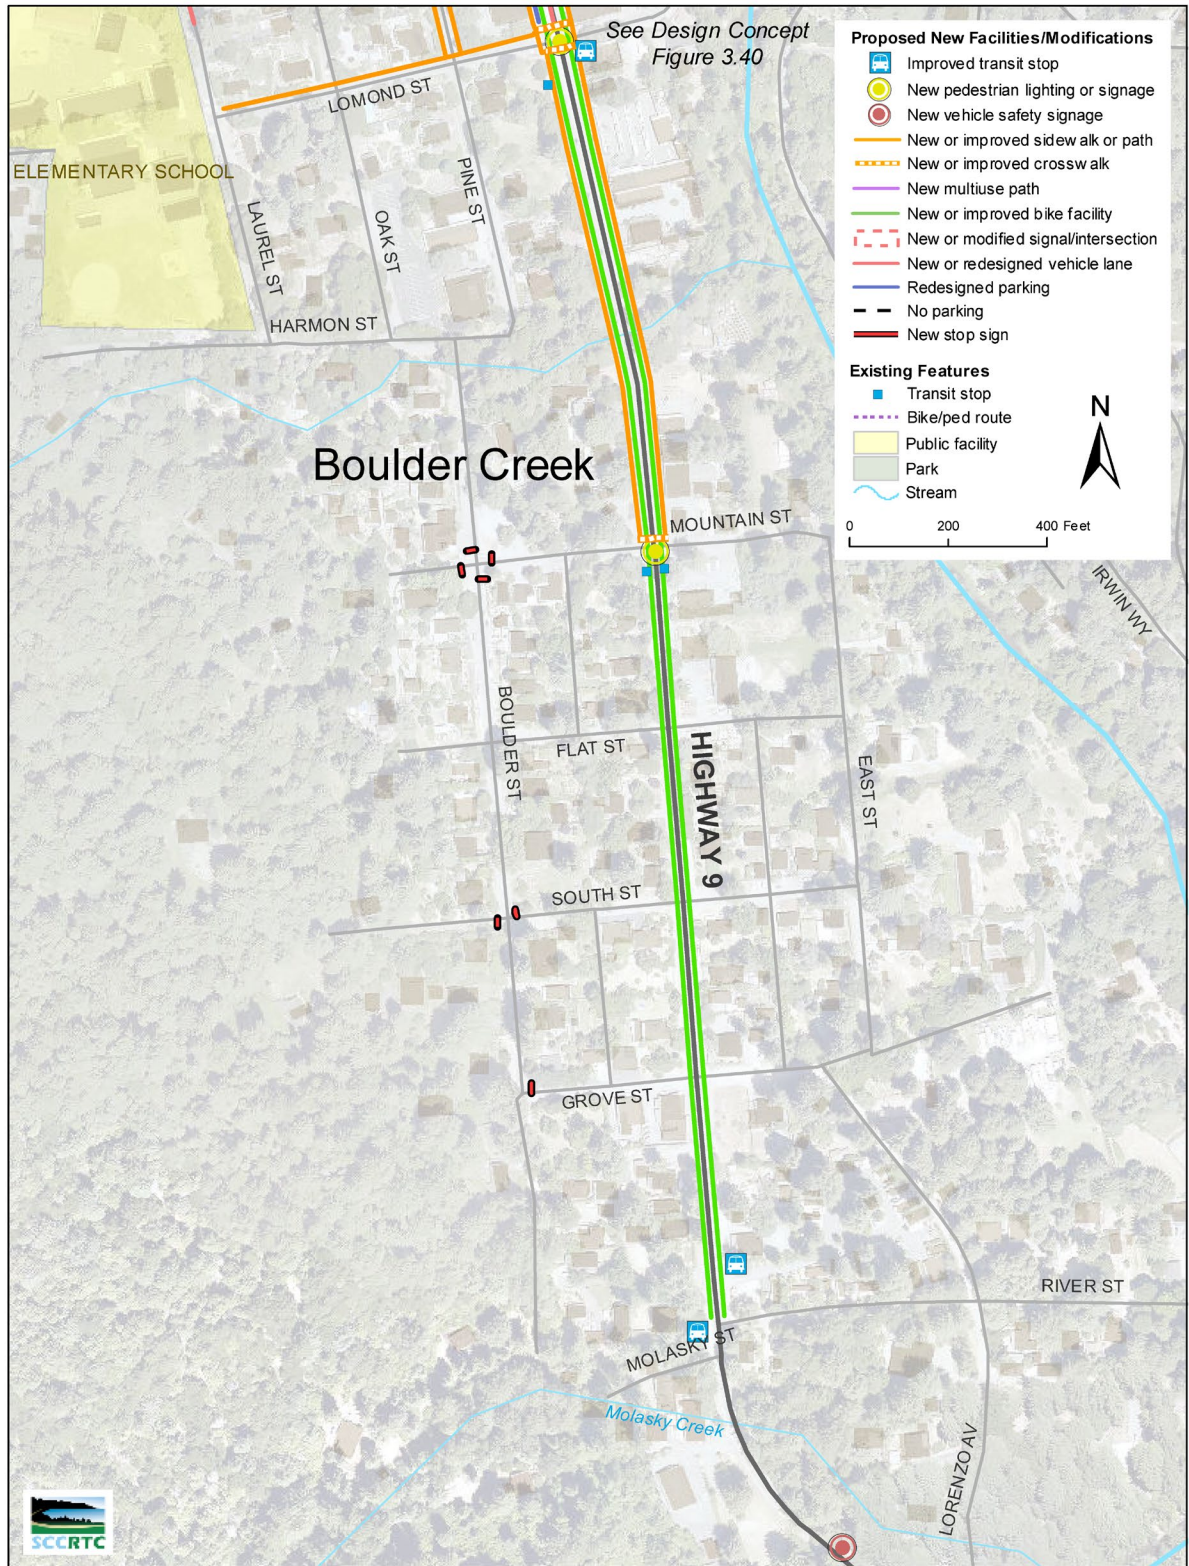 See Design Concept
Figure 3.40
Proposed New Facilities/Modifications
Improved transit stop
New pedestrian lighting or signage
New vehicle safety signage
New or improved sidewalk or path
New or improved crosswalk
New multiuse path
New or improved bike facility
New or modified signal/intersection
New or redesigned vehicle lane
Redesigned parking
No parking
New stop sign
Existing Features
Transit stop
Bike/ped route
Public facility
Park
Stream
N
0 200 400 Feet
LOMOND ST
ELEMENTARY SCHOOL
PINE ST
LAUREL ST
OAK ST
HARMON ST
Boulder Creek
MOUNTAIN ST
IRWIN WY
BOULDER ST
FLAT ST
HIGHWAY 9
EAST ST
SOUTH ST
GROVE ST
RIVER ST
MOLASKY ST
Molasky Creek
LORENZO AV
SCCRTC